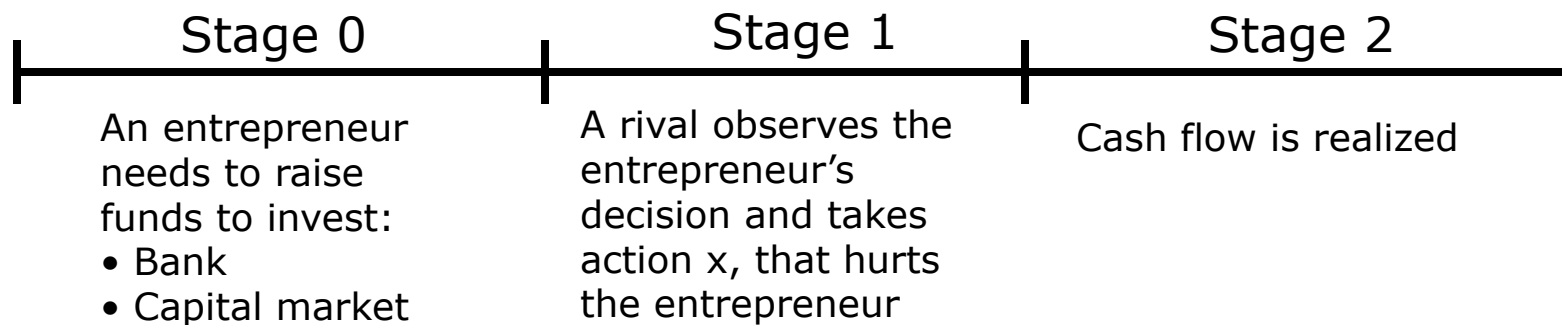 Stage 0
Stage 1
Stage 2
An entrepreneur
needs to raise
funds to invest:
• Bank
• Capital market
A rival observes the
entrepreneur’s
decision and takes
action x, that hurts
the entrepreneur
Cash flow is realized